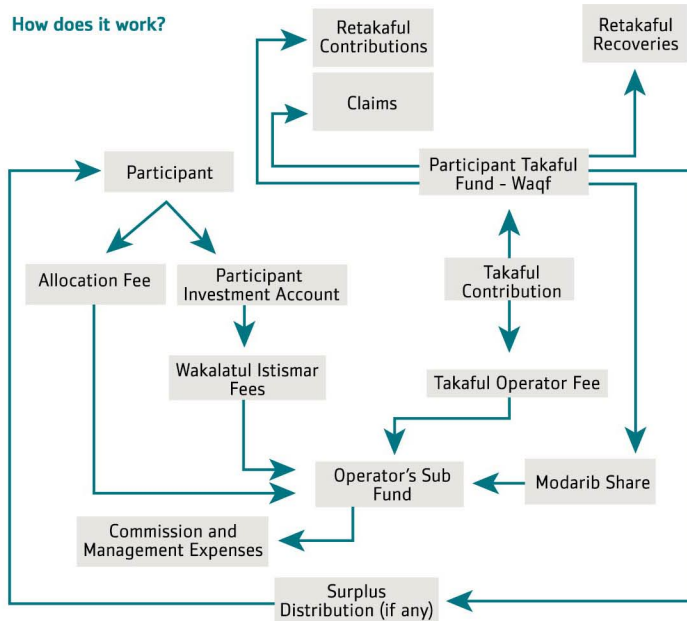 How does it work?
Retakaful
Contributions
Retakaful
Recoveries
Claims
Participant
Participant Takaful
Fund - Waqf
Allocation Fee
Participant
Investment Account
Takaful
Contribution
Wakalatul Istismar
Fees
Takaful Operator Fee
Operator's Sub
Fund
Modarib Share
Commission and
Management Expenses
Surplus
Distribution (if any)